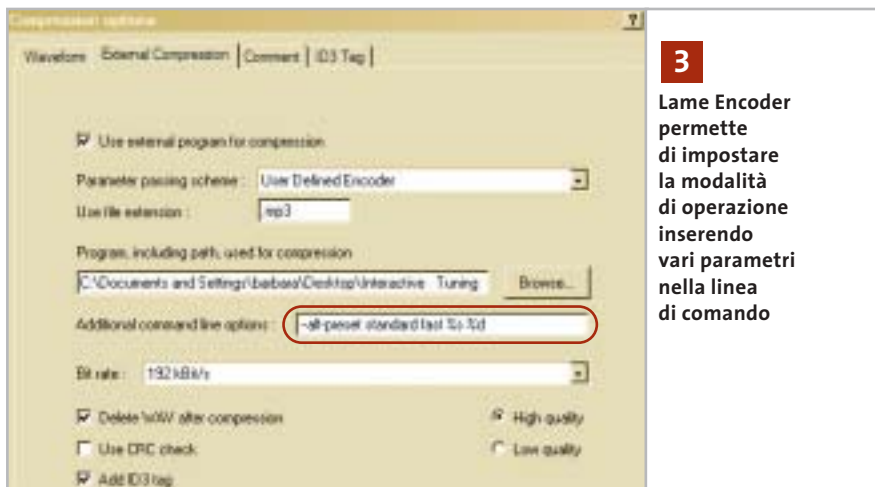 Compression options ?
Waveform External Compression Comment ID3 Tag
Use external program for compression
Parameter passing scheme : User Defined Encoder
Use file extension : .mp3
Program, including path, used for compression
C:\Documents and Settings\barbara\Desktop\Interactive Tuning Browse...
Additional command line options : --alt-preset standard fast %s %d
Bit rate : 192 kBit/s
Delete WAV after compression High quality
Use CRC check Low quality
Add ID3 tag
3
Lame Encoder
permette
di impostare
la modalità
di operazione
inserendo
vari parametri
nella linea
di comando